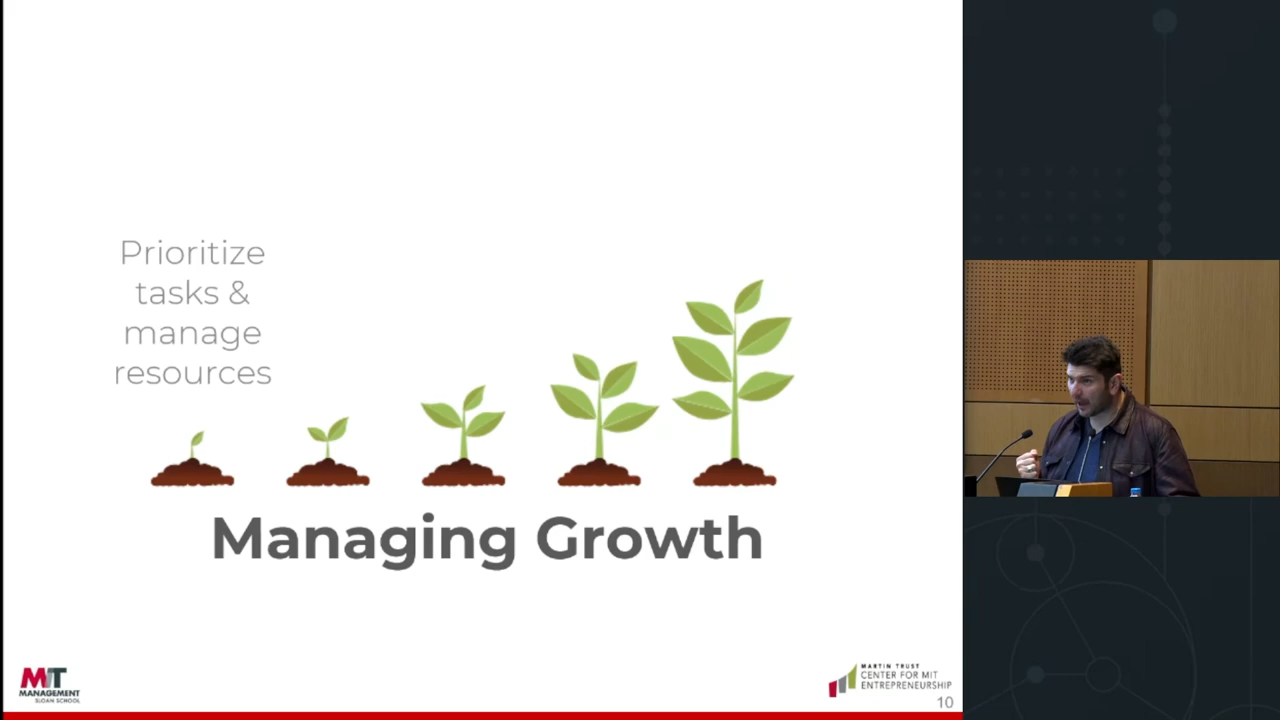 Prioritize
tasks &
manage
resources
Managing Growth
MIT
MANAGEMENT
SLOAN SCHOOL
MARTIN TRUST
CENTER FOR MIT
ENTREPRENEURSHIP
10